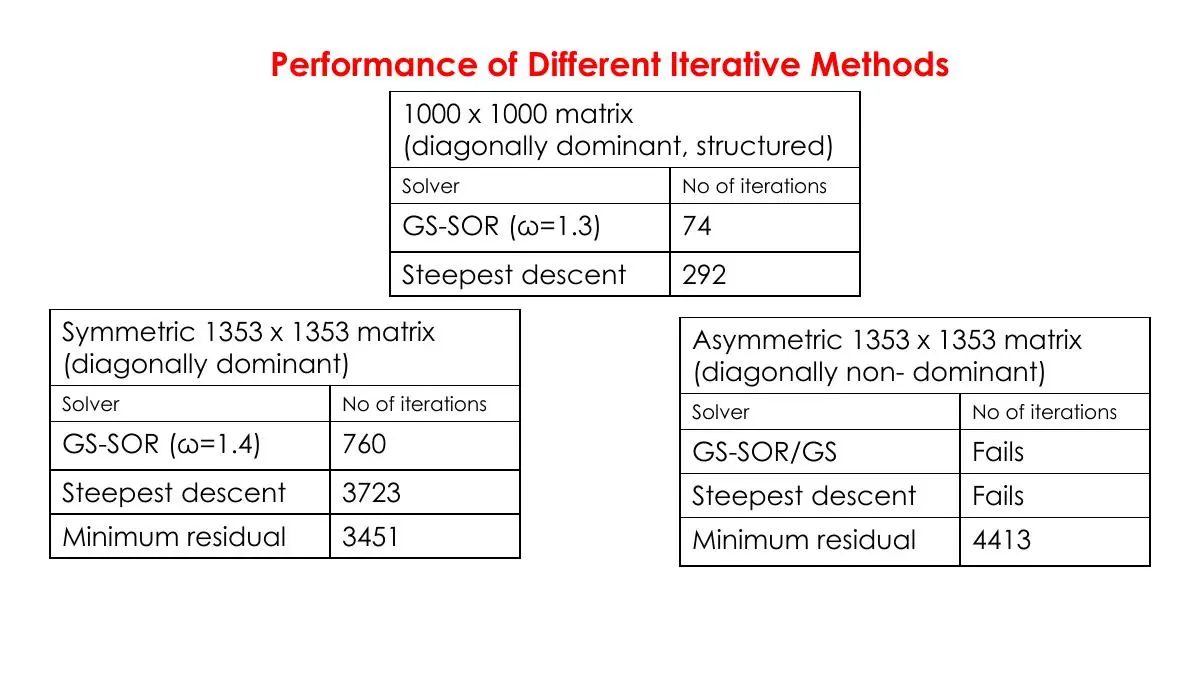 Performance of Different Iterative Methods
1000 x 1000 matrix
(diagonally dominant, structured)
Solver No of iterations
GS-SOR (ω=1.3) 74
Steepest descent 292
Symmetric 1353 x 1353 matrix
(diagonally dominant)
Solver No of iterations
GS-SOR (ω=1.4) 760
Steepest descent 3723
Minimum residual 3451
Asymmetric 1353 x 1353 matrix
(diagonally non- dominant)
Solver No of iterations
GS-SOR/GS Fails
Steepest descent Fails
Minimum residual 4413